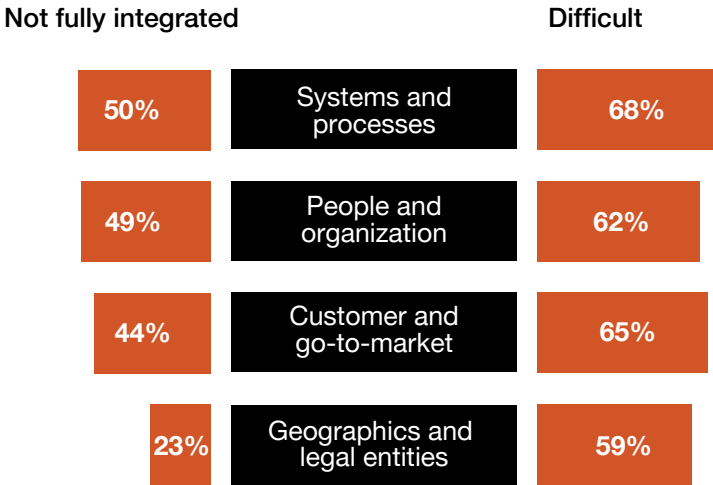 Not fully integrated
Difficult
50%
Systems and
processes
68%
49%
People and
organization
62%
44%
Customer and
go-to-market
65%
23%
Geographics and
legal entities
59%